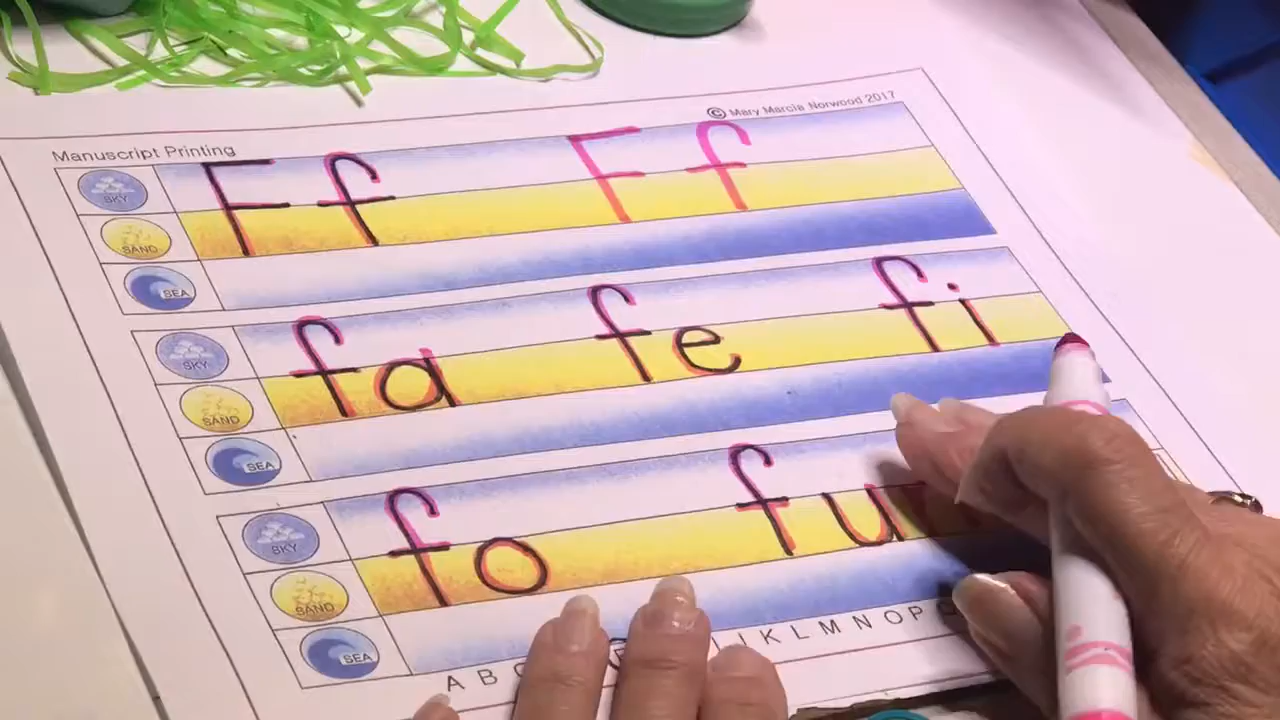 © Mary Marcia Norwood 2017
Manuscript Printing
SKY Ff Ff
SAND
SEA
SKY fa fe fi
SAND
SEA
SKY fo fu
SAND
SEA
A B I J K L M N O P